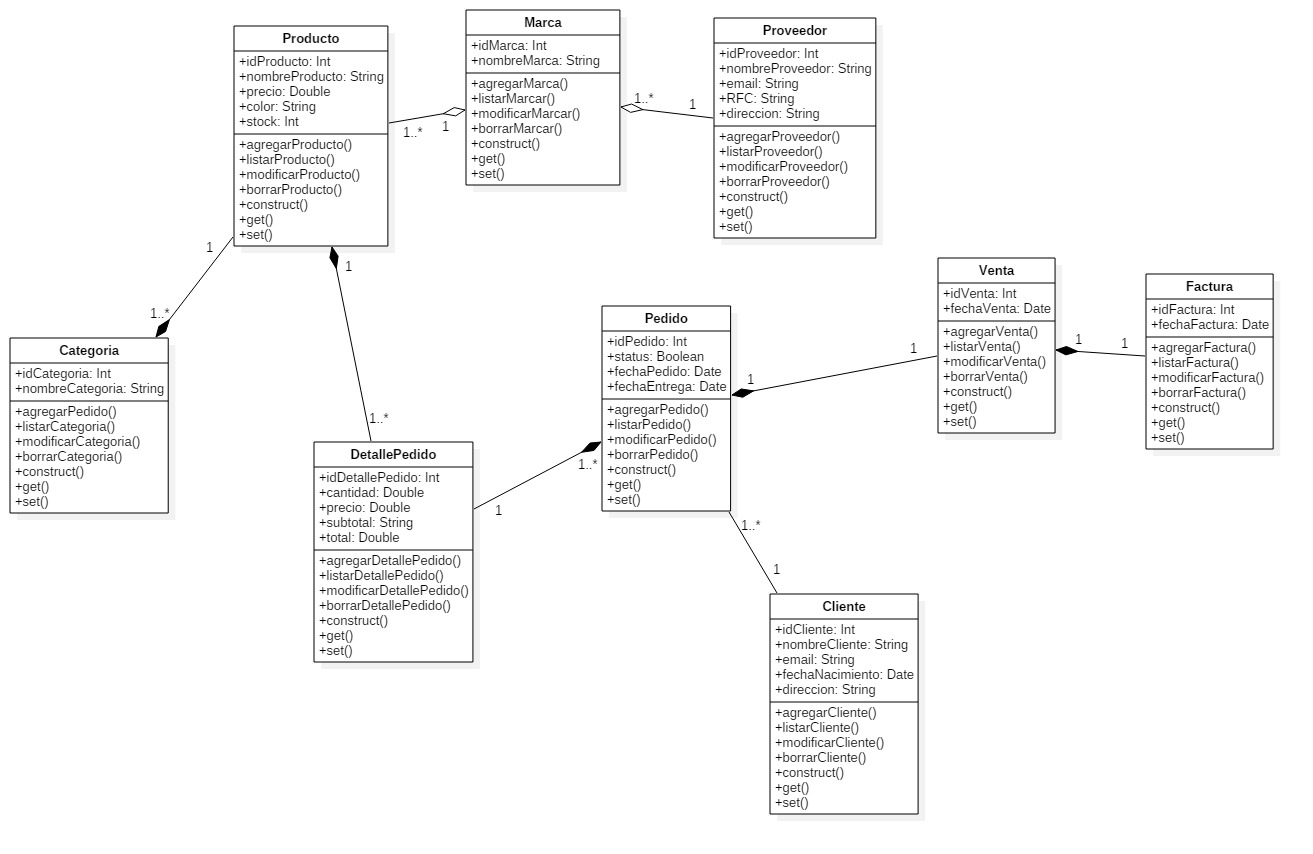 Producto
+idProducto: Int
+nombreProducto: String
+precio: Double
+color: String
+stock: Int
+agregarProducto()
+listarProducto()
+modificarProducto()
+borrarProducto()
+construct()
+get()
+set()
1..*
1
Marca
+idMarca: Int
+nombreMarca: String
+agregarMarca()
+listarMarcar()
+modificarMarcar()
+borrarMarcar()
+construct()
+get()
+set()
1..*
1
Proveedor
+idProveedor: Int
+nombreProveedor: String
+email: String
+RFC: String
+direccion: String
+agregarProveedor()
+listarProveedor()
+modificarProveedor()
+borrarProveedor()
+construct()
+get()
+set()
1
1..*
Categoria
+idCategoria: Int
+nombreCategoria: String
+agregarPedido()
+listarCategoria()
+modificarCategoria()
+borrarCategoria()
+construct()
+get()
+set()
1
1..*
DetallePedido
+idDetallePedido: Int
+cantidad: Double
+precio: Double
+subtotal: String
+total: Double
+agregarDetallePedido()
+listarDetallePedido()
+modificarDetallePedido()
+borrarDetallePedido()
+construct()
+get()
+set()
1..*
1
Pedido
+idPedido: Int
+status: Boolean
+fechaPedido: Date
+fechaEntrega: Date
+agregarPedido()
+listarPedido()
+modificarPedido()
+borrarPedido()
+construct()
+get()
+set()
1
1
Venta
+idVenta: Int
+fechaVenta: Date
+agregarVenta()
+listarVenta()
+modificarVenta()
+borrarVenta()
+construct()
+get()
+set()
1
1
Factura
+idFactura: Int
+fechaFactura: Date
+agregarFactura()
+listarFactura()
+modificarFactura()
+borrarFactura()
+construct()
+get()
+set()
1..*
1
Cliente
+idCliente: Int
+nombreCliente: String
+email: String
+fechaNacimiento: Date
+direccion: String
+agregarCliente()
+listarCliente()
+modificarCliente()
+borrarCliente()
+construct()
+get()
+set()